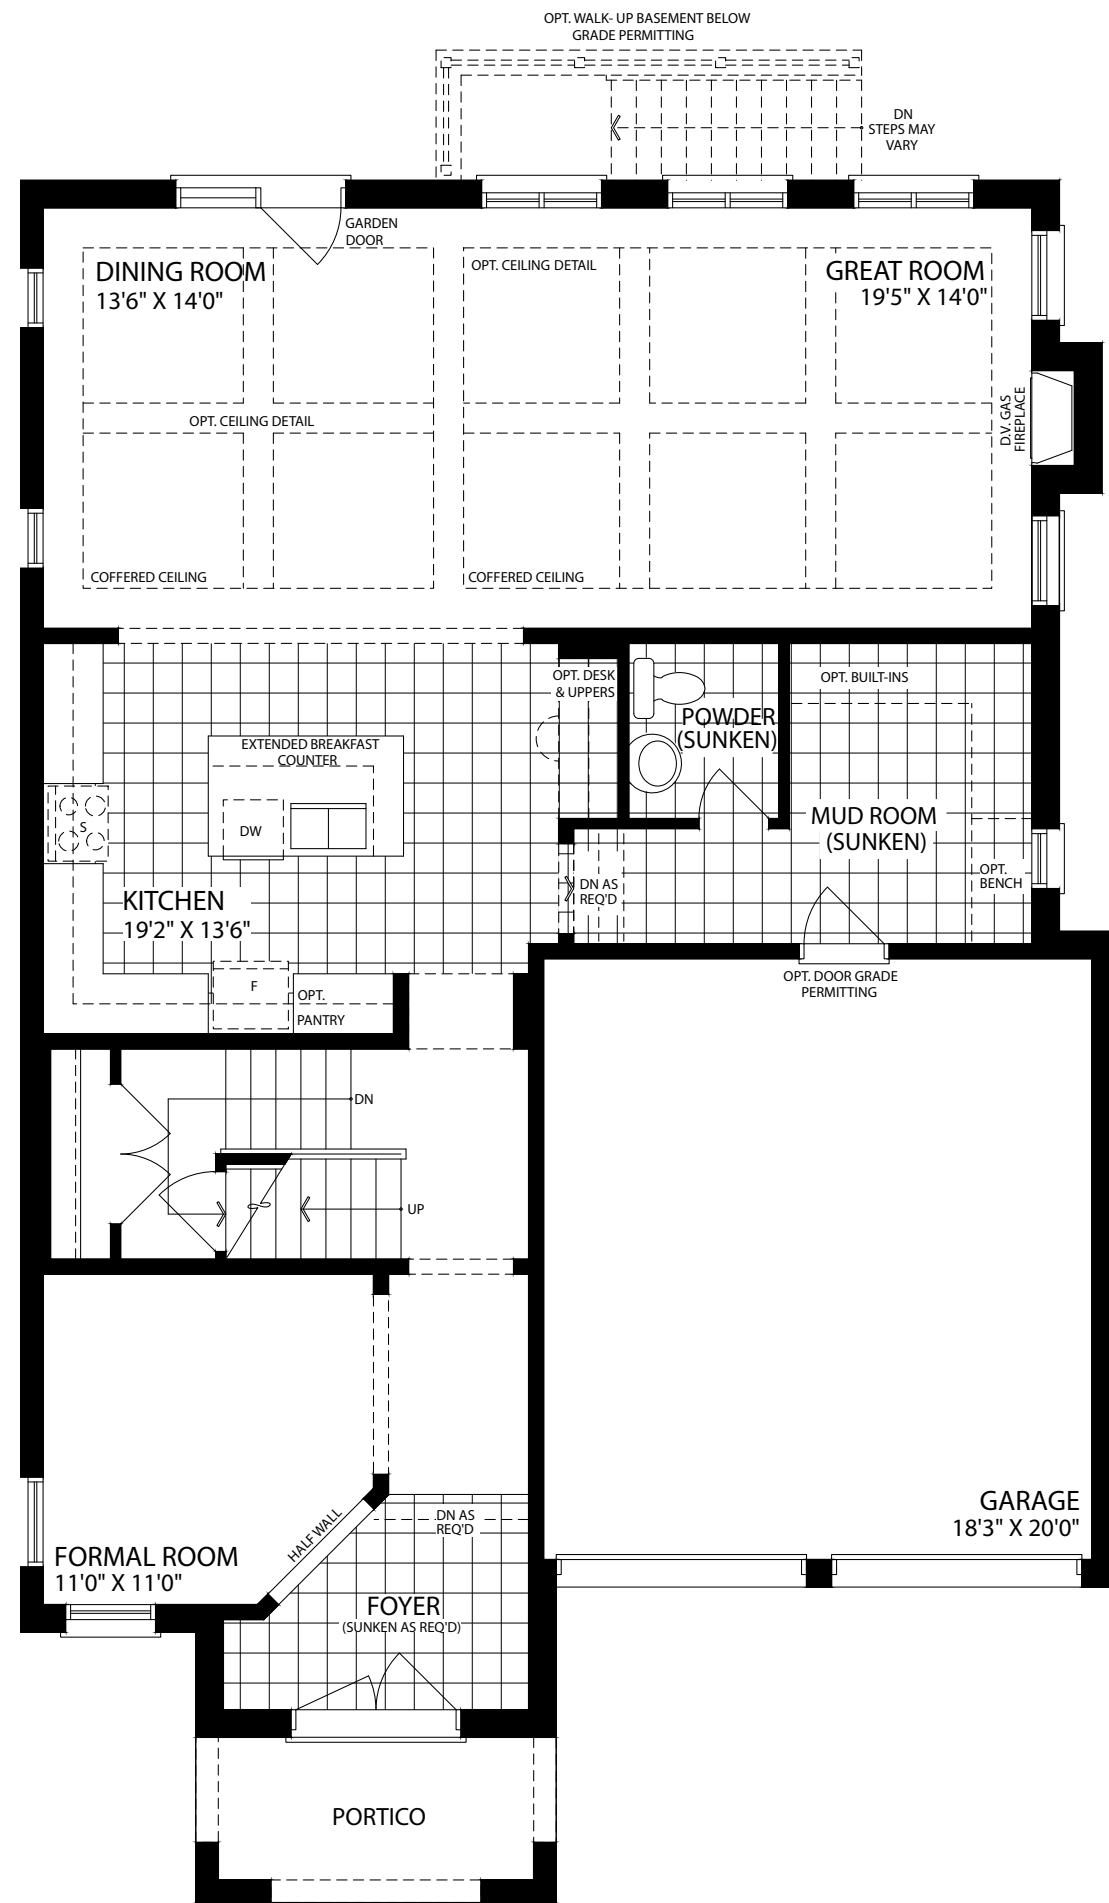 OPT. WALK- UP BASEMENT BELOW
GRADE PERMITTING
DN
STEPS MAY
VARY
GARDEN
DOOR
DINING ROOM
13'6" X 14'0"
OPT. CEILING DETAIL
GREAT ROOM
19'5" X 14'0"
OPT. CEILING DETAIL
D.V. GAS
FIREPLACE
COFFERED CEILING
COFFERED CEILING
OPT. DESK
& UPPERS
OPT. BUILT-INS
POWDER
(SUNKEN)
EXTENDED BREAKFAST
COUNTER
S
DW
MUD ROOM
(SUNKEN)
OPT.
BENCH
DN AS
REQ'D
KITCHEN
19'2" X 13'6"
F
OPT.
PANTRY
OPT. DOOR GRADE
PERMITTING
DN
UP
HALF WALL
DN AS
REQ'D
GARAGE
18'3" X 20'0"
FORMAL ROOM
11'0" X 11'0"
FOYER
(SUNKEN AS REQ'D)
PORTICO